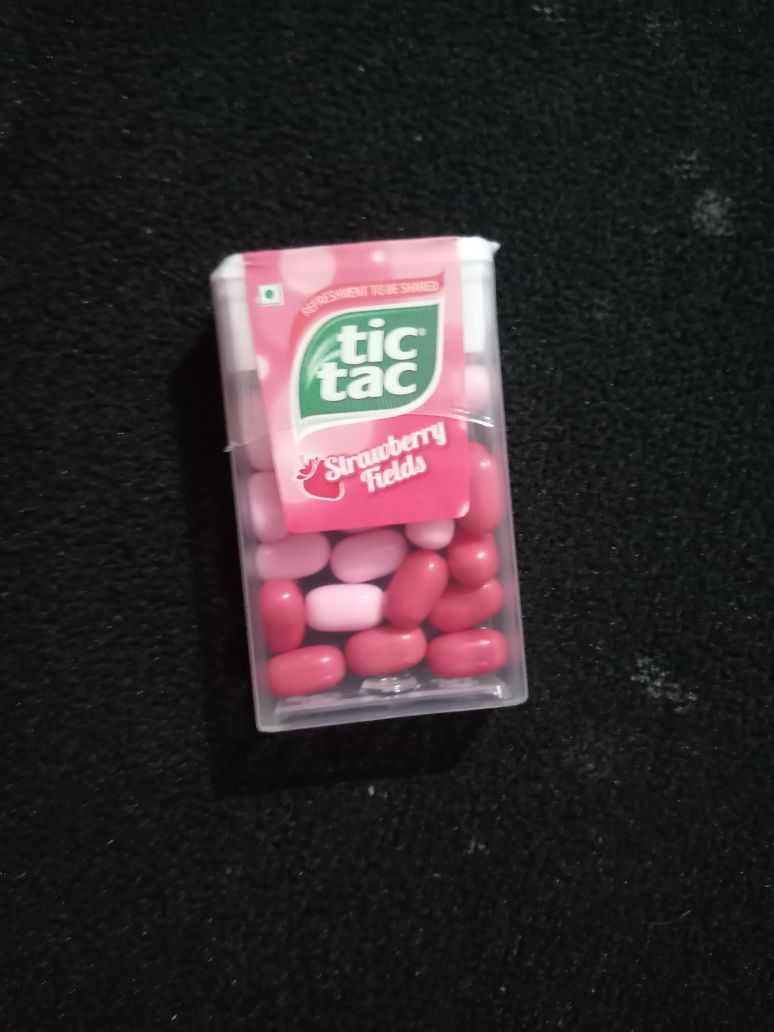 REFRESHMENT TO BE SHARED
tic
tac
Strawberry
Fields